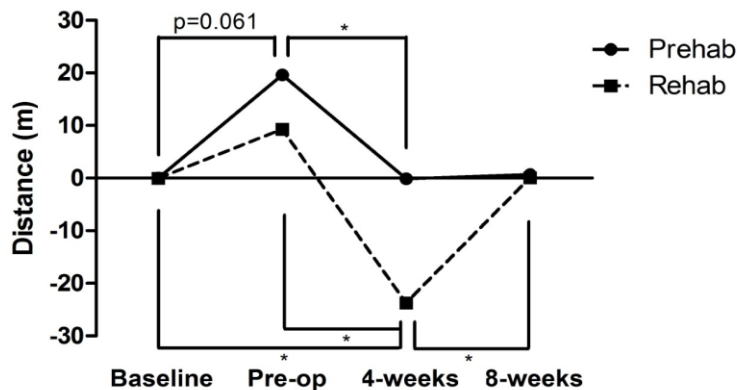 30
p=0.061
*
Prehab
20
Rehab
10
Distance (m)
0
-10
-20
-30
*
*
*
Baseline Pre-op 4-weeks 8-weeks